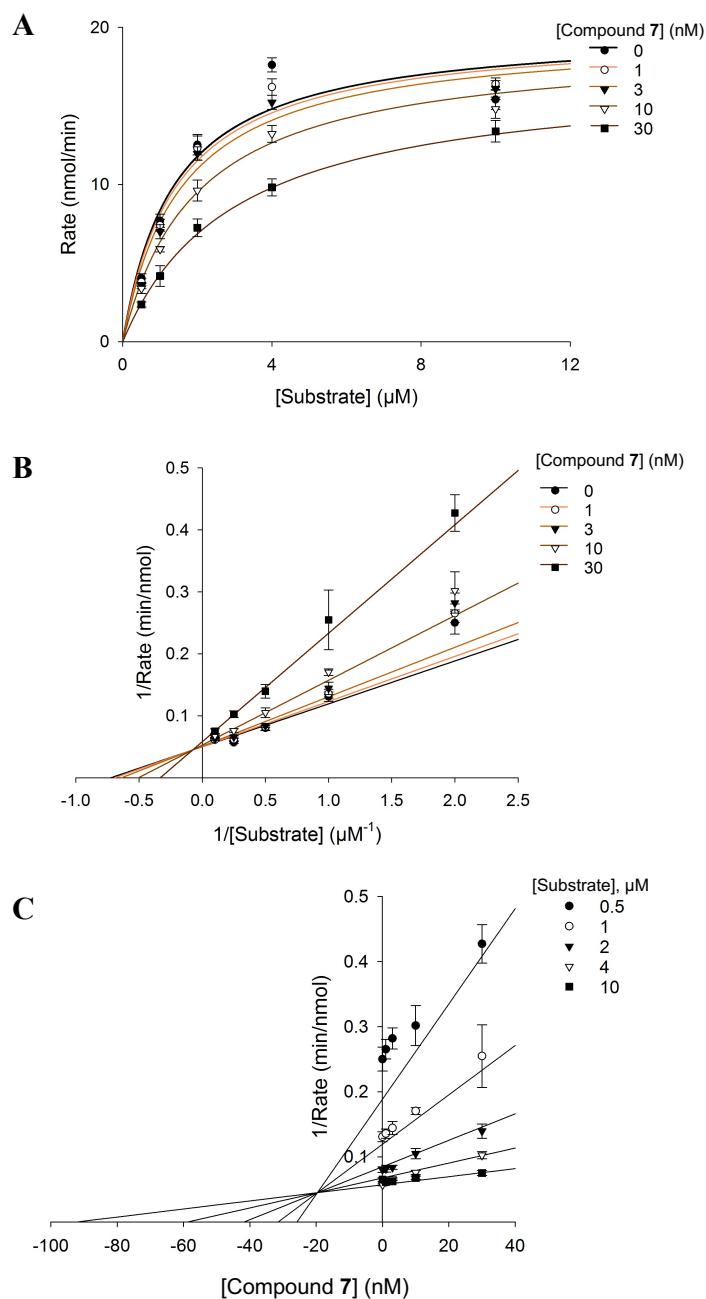 A
[Compound 7] (nM)
0
1
3
10
30
Rate (nmol/min)
20
10
0
0 4 8 12
[Substrate] (µM)
B
[Compound 7] (nM)
0
1
3
10
30
1/Rate (min/nmol)
0.5
0.4
0.3
0.2
0.1
-1.0 -0.5 0.0 0.5 1.0 1.5 2.0 2.5
1/[Substrate] (µM-1)
C
[Substrate], µM
0.5
1
2
4
10
1/Rate (min/nmol)
0.5
0.4
0.3
0.2
0.1
-100 -80 -60 -40 -20 0 20 40
[Compound 7] (nM)